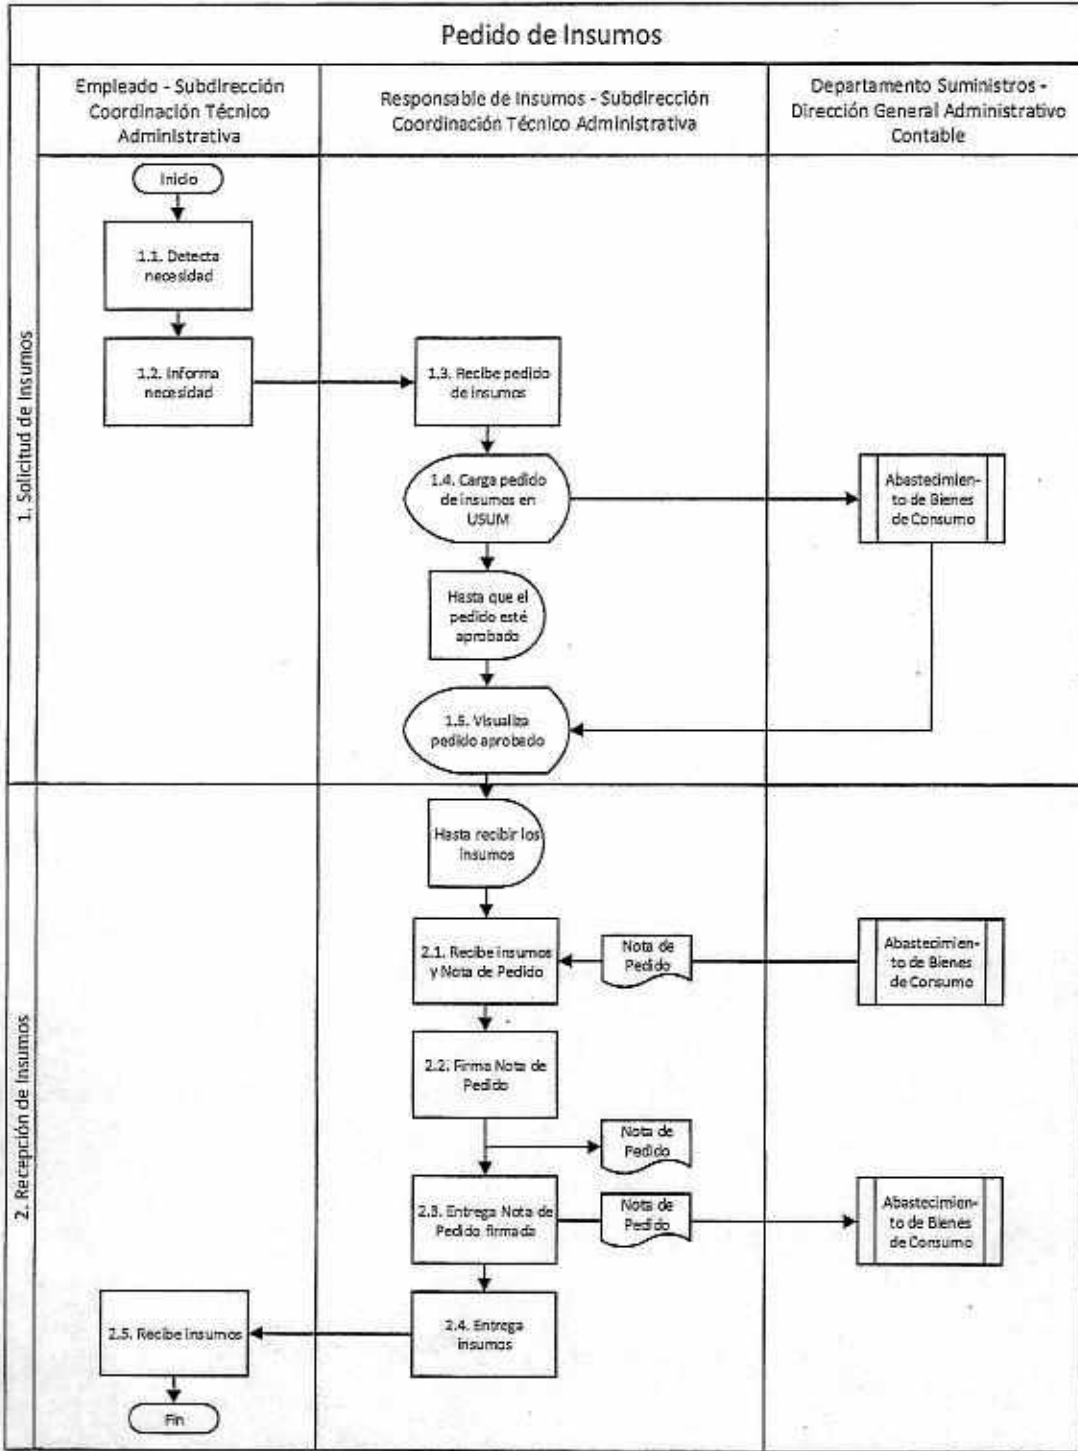 Pedido de Insumos
Empleado - Subdirección
Coordinación Técnico
Administrativa
Responsable de Insumos - Subdirección
Coordinación Técnico Administrativa
Departamento Suministros -
Dirección General Administrativo
Contable
1. Solicitud de Insumos
Inicio
1.1. Detecta
necesidad
1.2. Informa
necesidad
1.3. Recibe pedido
de insumos
1.4. Carga pedido
de insumos en
USUM
Abastecimien-
to de Bienes
de Consumo
Hasta que el
pedido esté
aprobado
1.5. Visualiza
pedido aprobado
2. Recepción de Insumos
Hasta recibir los
insumos
2.1. Recibe insumos
y Nota de Pedido
Nota de
Pedido
Abastecimien-
to de Bienes
de Consumo
2.2. Firma Nota de
Pedido
Nota de
Pedido
2.3. Entrega Nota de
Pedido firmada
Nota de
Pedido
Abastecimien-
to de Bienes
de Consumo
2.4. Entrega
insumos
2.5. Recibe insumos
Fin